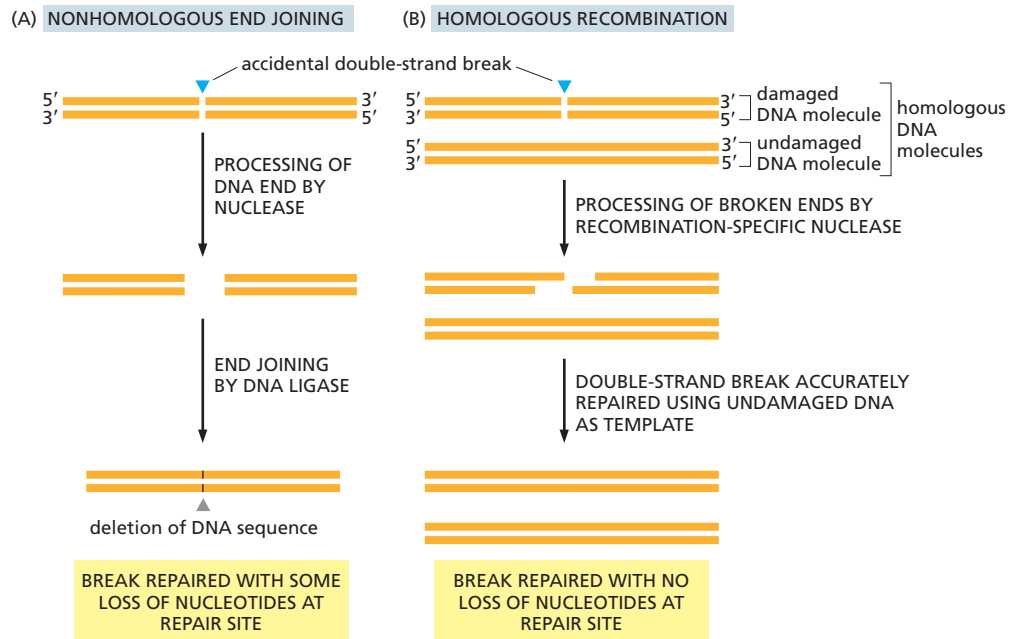 (A) NONHOMOLOGOUS END JOINING
(B) HOMOLOGOUS RECOMBINATION
accidental double-strand break
5′ 3′
3′ 5′
PROCESSING OF
DNA END BY
NUCLEASE
END JOINING
BY DNA LIGASE
deletion of DNA sequence
BREAK REPAIRED WITH SOME
LOSS OF NUCLEOTIDES AT
REPAIR SITE
5′ 3′
3′ 5′
damaged
DNA molecule
5′ 3′
3′ 5′
undamaged
DNA molecule
homologous
DNA
molecules
PROCESSING OF BROKEN ENDS BY
RECOMBINATION-SPECIFIC NUCLEASE
DOUBLE-STRAND BREAK ACCURATELY
REPAIRED USING UNDAMAGED DNA
AS TEMPLATE
BREAK REPAIRED WITH NO
LOSS OF NUCLEOTIDES AT
REPAIR SITE